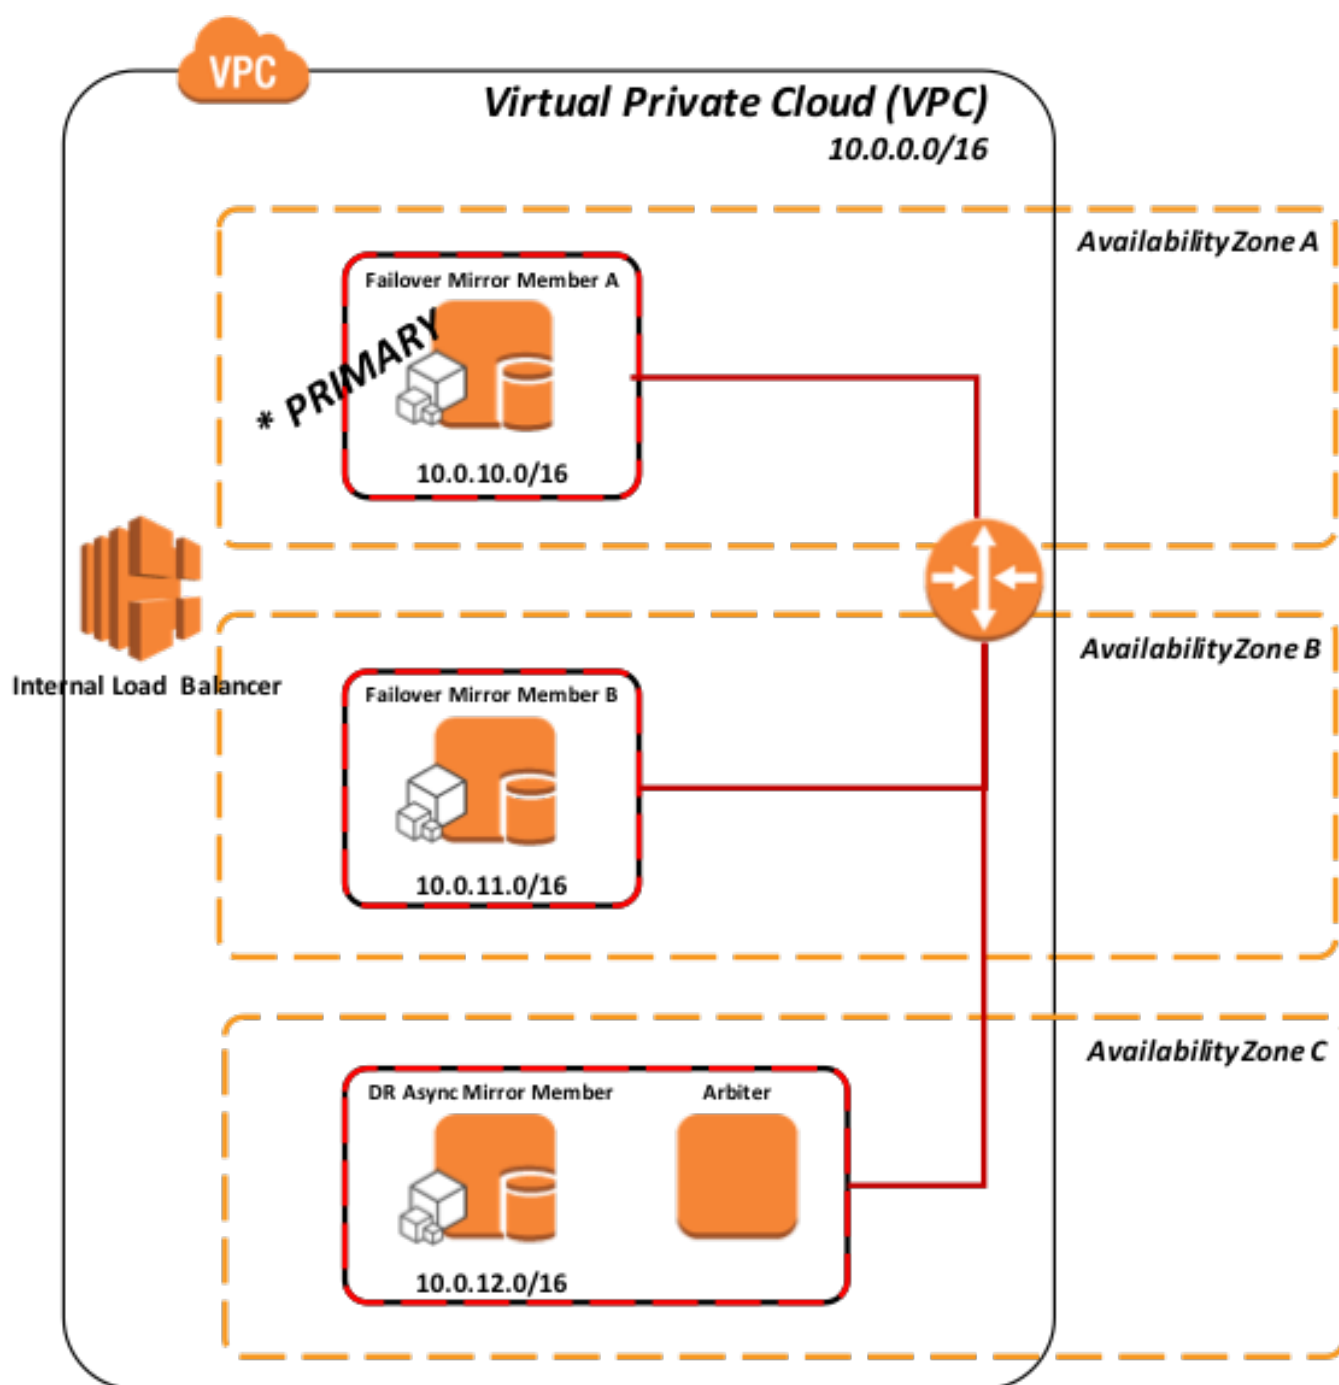 VPC
Virtual Private Cloud (VPC)
10.0.0.0/16
Availability Zone A
Failover Mirror Member A
* PRIMARY
10.0.10.0/16
Internal Load Balancer
Availability Zone B
Failover Mirror Member B
10.0.11.0/16
Availability Zone C
DR Async Mirror Member
Arbiter
10.0.12.0/16